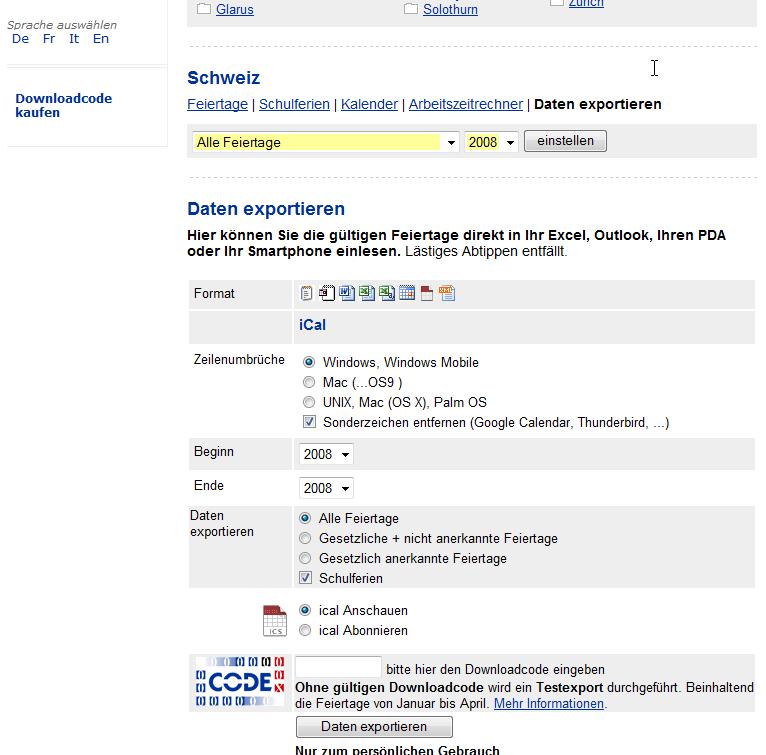 Glarus
Solothurn
Zürich
Sprache auswählen
De Fr It En
Downloadcode
kaufen
Schweiz
Feiertage | Schulferien | Kalender | Arbeitszeitrechner | Daten exportieren
Alle Feiertage 2008 einstellen
Daten exportieren
Hier können Sie die gültigen Feiertage direkt in Ihr Excel, Outlook, Ihren PDA
oder Ihr Smartphone einlesen. Lästiges Abtippen entfällt.
Format
iCal
Zeilenumbrüche
Windows, Windows Mobile
Mac (...OS9 )
UNIX, Mac (OS X), Palm OS
Sonderzeichen entfernen (Google Calendar, Thunderbird, ...)
Beginn 2008
Ende 2008
Daten
exportieren
Alle Feiertage
Gesetzliche + nicht anerkannte Feiertage
Gesetzlich anerkannte Feiertage
Schulferien
ICS
ical Anschauen
ical Abonnieren
CODE
bitte hier den Downloadcode eingeben
Ohne gültigen Downloadcode wird ein Testexport durchgeführt. Beinhaltend
die Feiertage von Januar bis April. Mehr Informationen.
Daten exportieren
Nur zum persönlichen Gebrauch